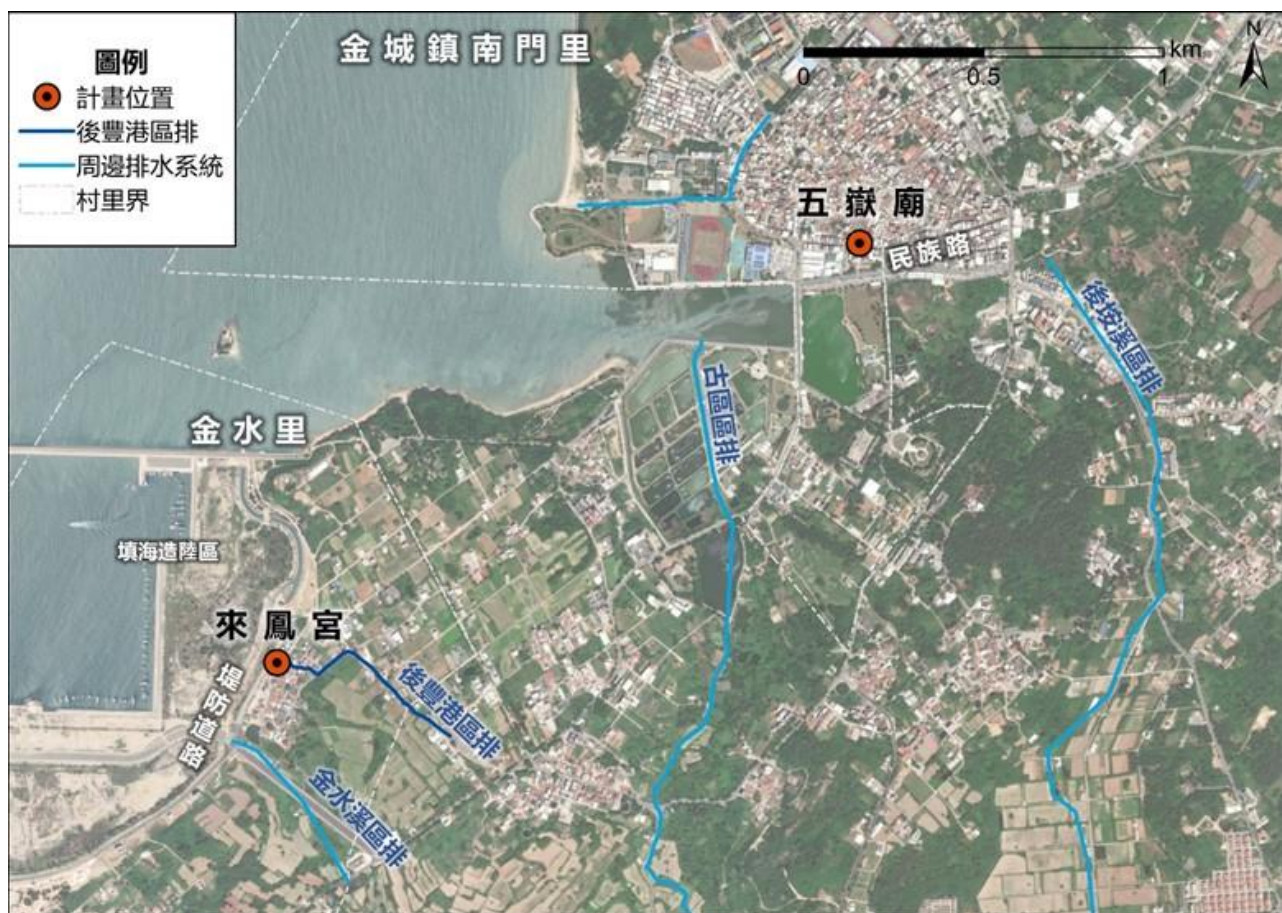 圖例
計畫位置
後豐港區排
周邊排水系統
村里界
金城鎮南門里
km
0
0.5
1
N
五嶽廟
民族路
後垵溪區排
古區區排
金水里
填海造陸區
來鳳宮
堤防道路
後豐港區排
金水溪區排